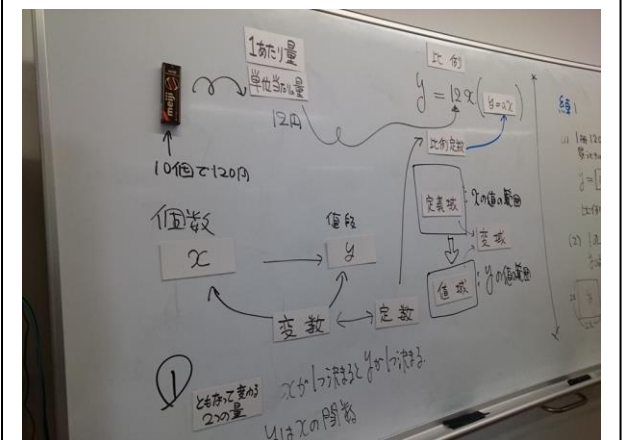 meiji
10個で120円
1あたり量
単位当たり量
12円
比例
y=12x(y=ax)
比例定数
定義域:xの値の範囲
変域
値域:yの値の範囲
個数
x
値段
y
変数
定数
①
ともなって変わる
2つの量
xが1つ決まるとyが1つ決まる.
yはxの関数
練1
(2)